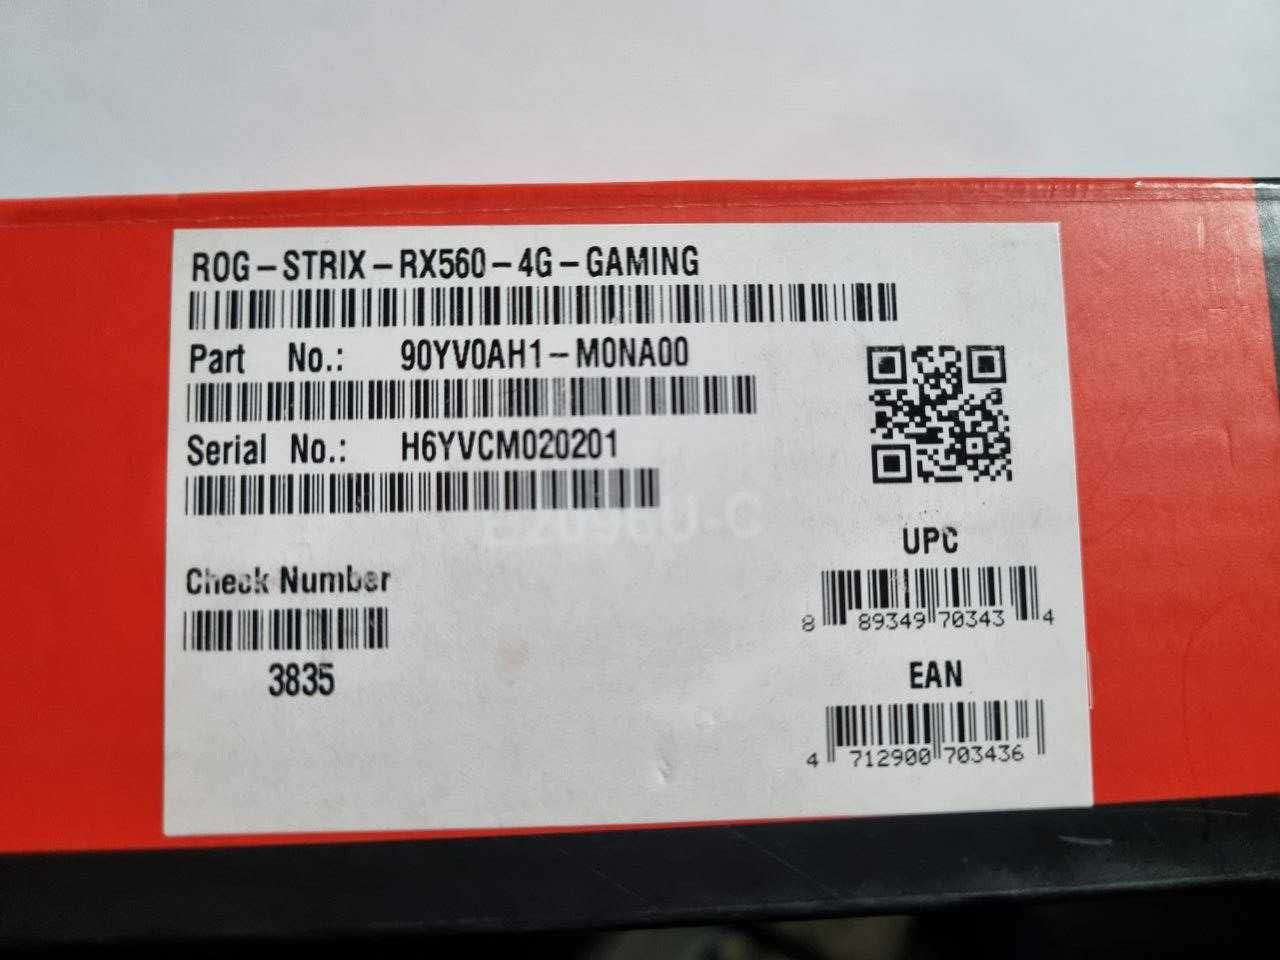 ROG-STRIX-RX560-4G-GAMING
Part No.: 90YV0AH1-M0NA00
Serial No.: H6YVCM020201
Check Number
3835
UPC
8 89349 70343 4
EAN
4 712900 703436